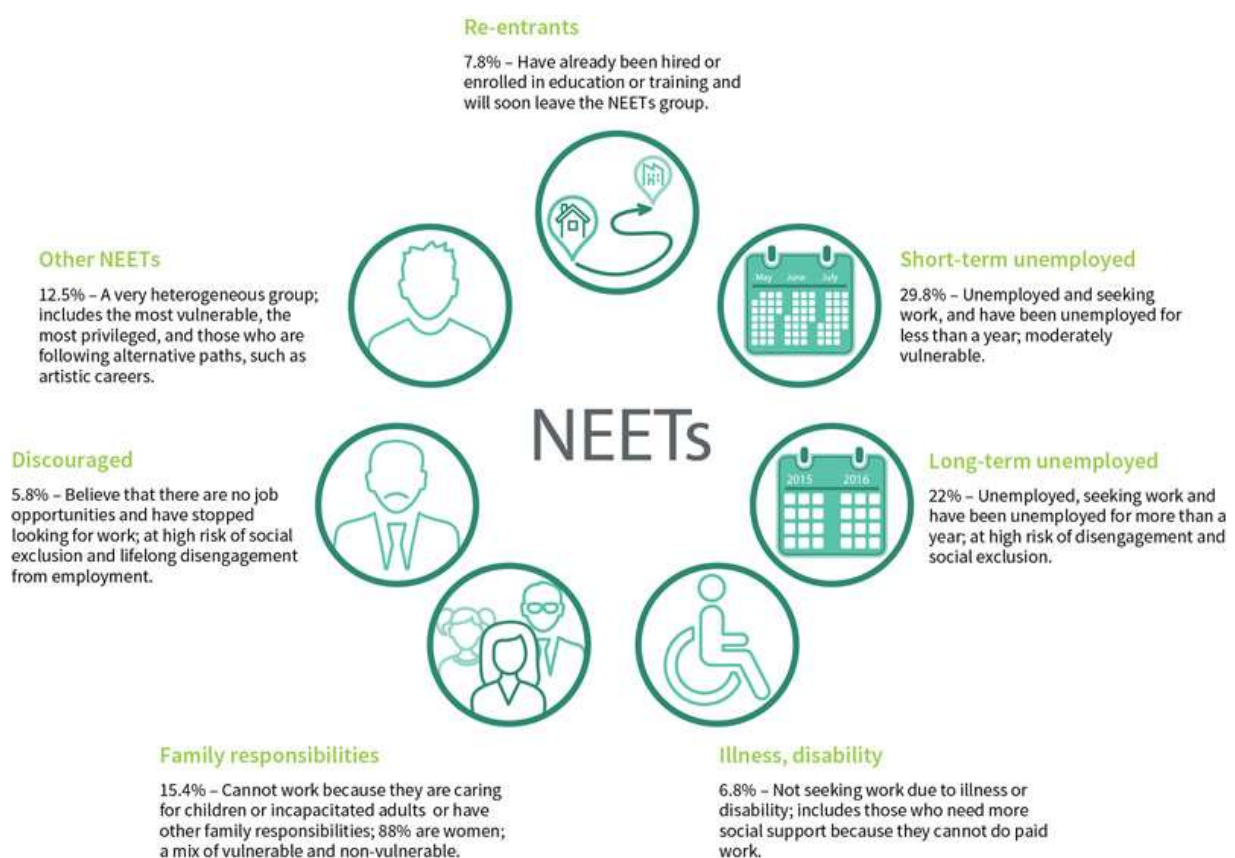 Re-entrants
7.8% – Have already been hired or
enrolled in education or training and
will soon leave the NEETs group.
Other NEETs
12.5% – A very heterogeneous group;
includes the most vulnerable, the
most privileged, and those who are
following alternative paths, such as
artistic careers.
May June July
Short-term unemployed
29.8% – Unemployed and seeking
work, and have been unemployed for
less than a year; moderately
vulnerable.
NEETs
Discouraged
5.8% – Believe that there are no job
opportunities and have stopped
looking for work; at high risk of social
exclusion and lifelong disengagement
from employment.
2015 2016
Long-term unemployed
22% – Unemployed, seeking work and
have been unemployed for more than a
year; at high risk of disengagement and
social exclusion.
Family responsibilities
15.4% – Cannot work because they are caring
for children or incapacitated adults or have
other family responsibilities; 88% are women;
a mix of vulnerable and non-vulnerable.
Illness, disability
6.8% – Not seeking work due to illness or
disability; includes those who need more
social support because they cannot do paid
work.